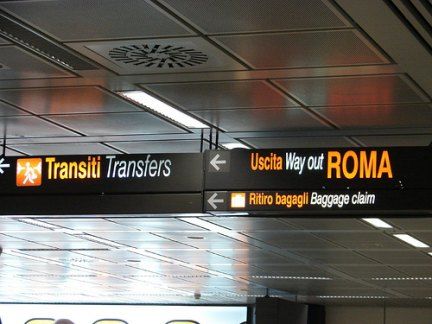 Transiti Transfers
Uscita Way out ROMA
Ritiro bagagli Baggage claim